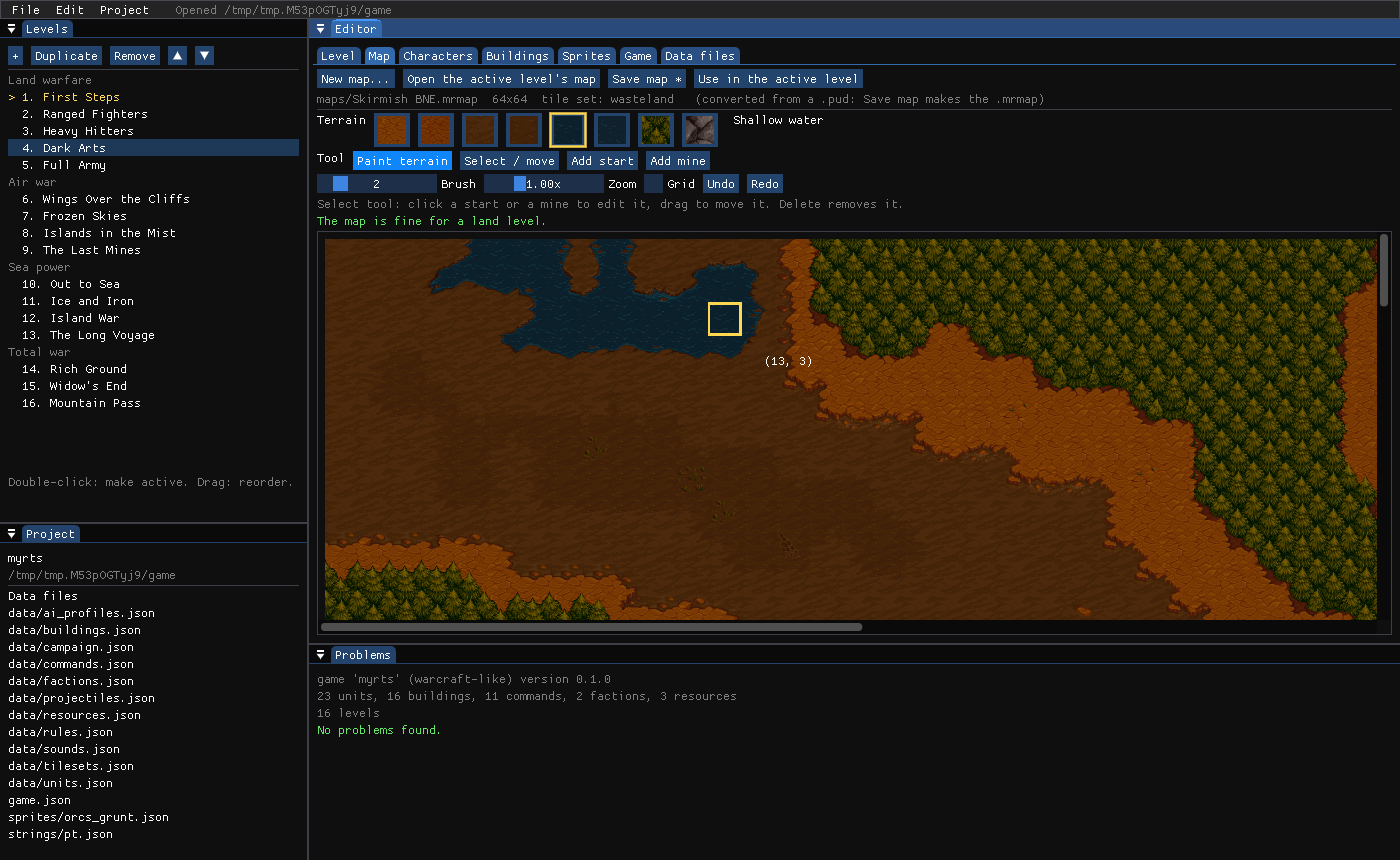 File Edit Project Opened /tmp/tmp.M53pOGTyj9/game
Levels
+ Duplicate Remove ▲ ▼
Land warfare
> 1. First Steps
2. Ranged Fighters
3. Heavy Hitters
4. Dark Arts
5. Full Army
Air war
6. Wings Over the Cliffs
7. Frozen Skies
8. Islands in the Mist
9. The Last Mines
Sea power
10. Out to Sea
11. Ice and Iron
12. Island War
13. The Long Voyage
Total war
14. Rich Ground
15. Widow's End
16. Mountain Pass
Double-click: make active. Drag: reorder.
Project
myrts
/tmp/tmp.M53pOGTyj9/game
Data files
data/ai_profiles.json
data/buildings.json
data/campaign.json
data/commands.json
data/factions.json
data/projectiles.json
data/resources.json
data/rules.json
data/sounds.json
data/tilesets.json
data/units.json
game.json
sprites/orcs_grunt.json
strings/pt.json
Editor
Level Map Characters Buildings Sprites Game Data files
New map... Open the active level's map Save map * Use in the active level
maps/Skirmish BNE.mrmap 64x64 tile set: wasteland (converted from a .pud: Save map makes the .mrmap)
Terrain Shallow water
Tool Paint terrain Select / move Add start Add mine
2 Brush 1.00x Zoom Grid Undo Redo
Select tool: click a start or a mine to edit it, drag to move it. Delete removes it.
The map is fine for a land level.
(13, 3)
Problems
game 'myrts' (warcraft-like) version 0.1.0
23 units, 16 buildings, 11 commands, 2 factions, 3 resources
16 levels
No problems found.